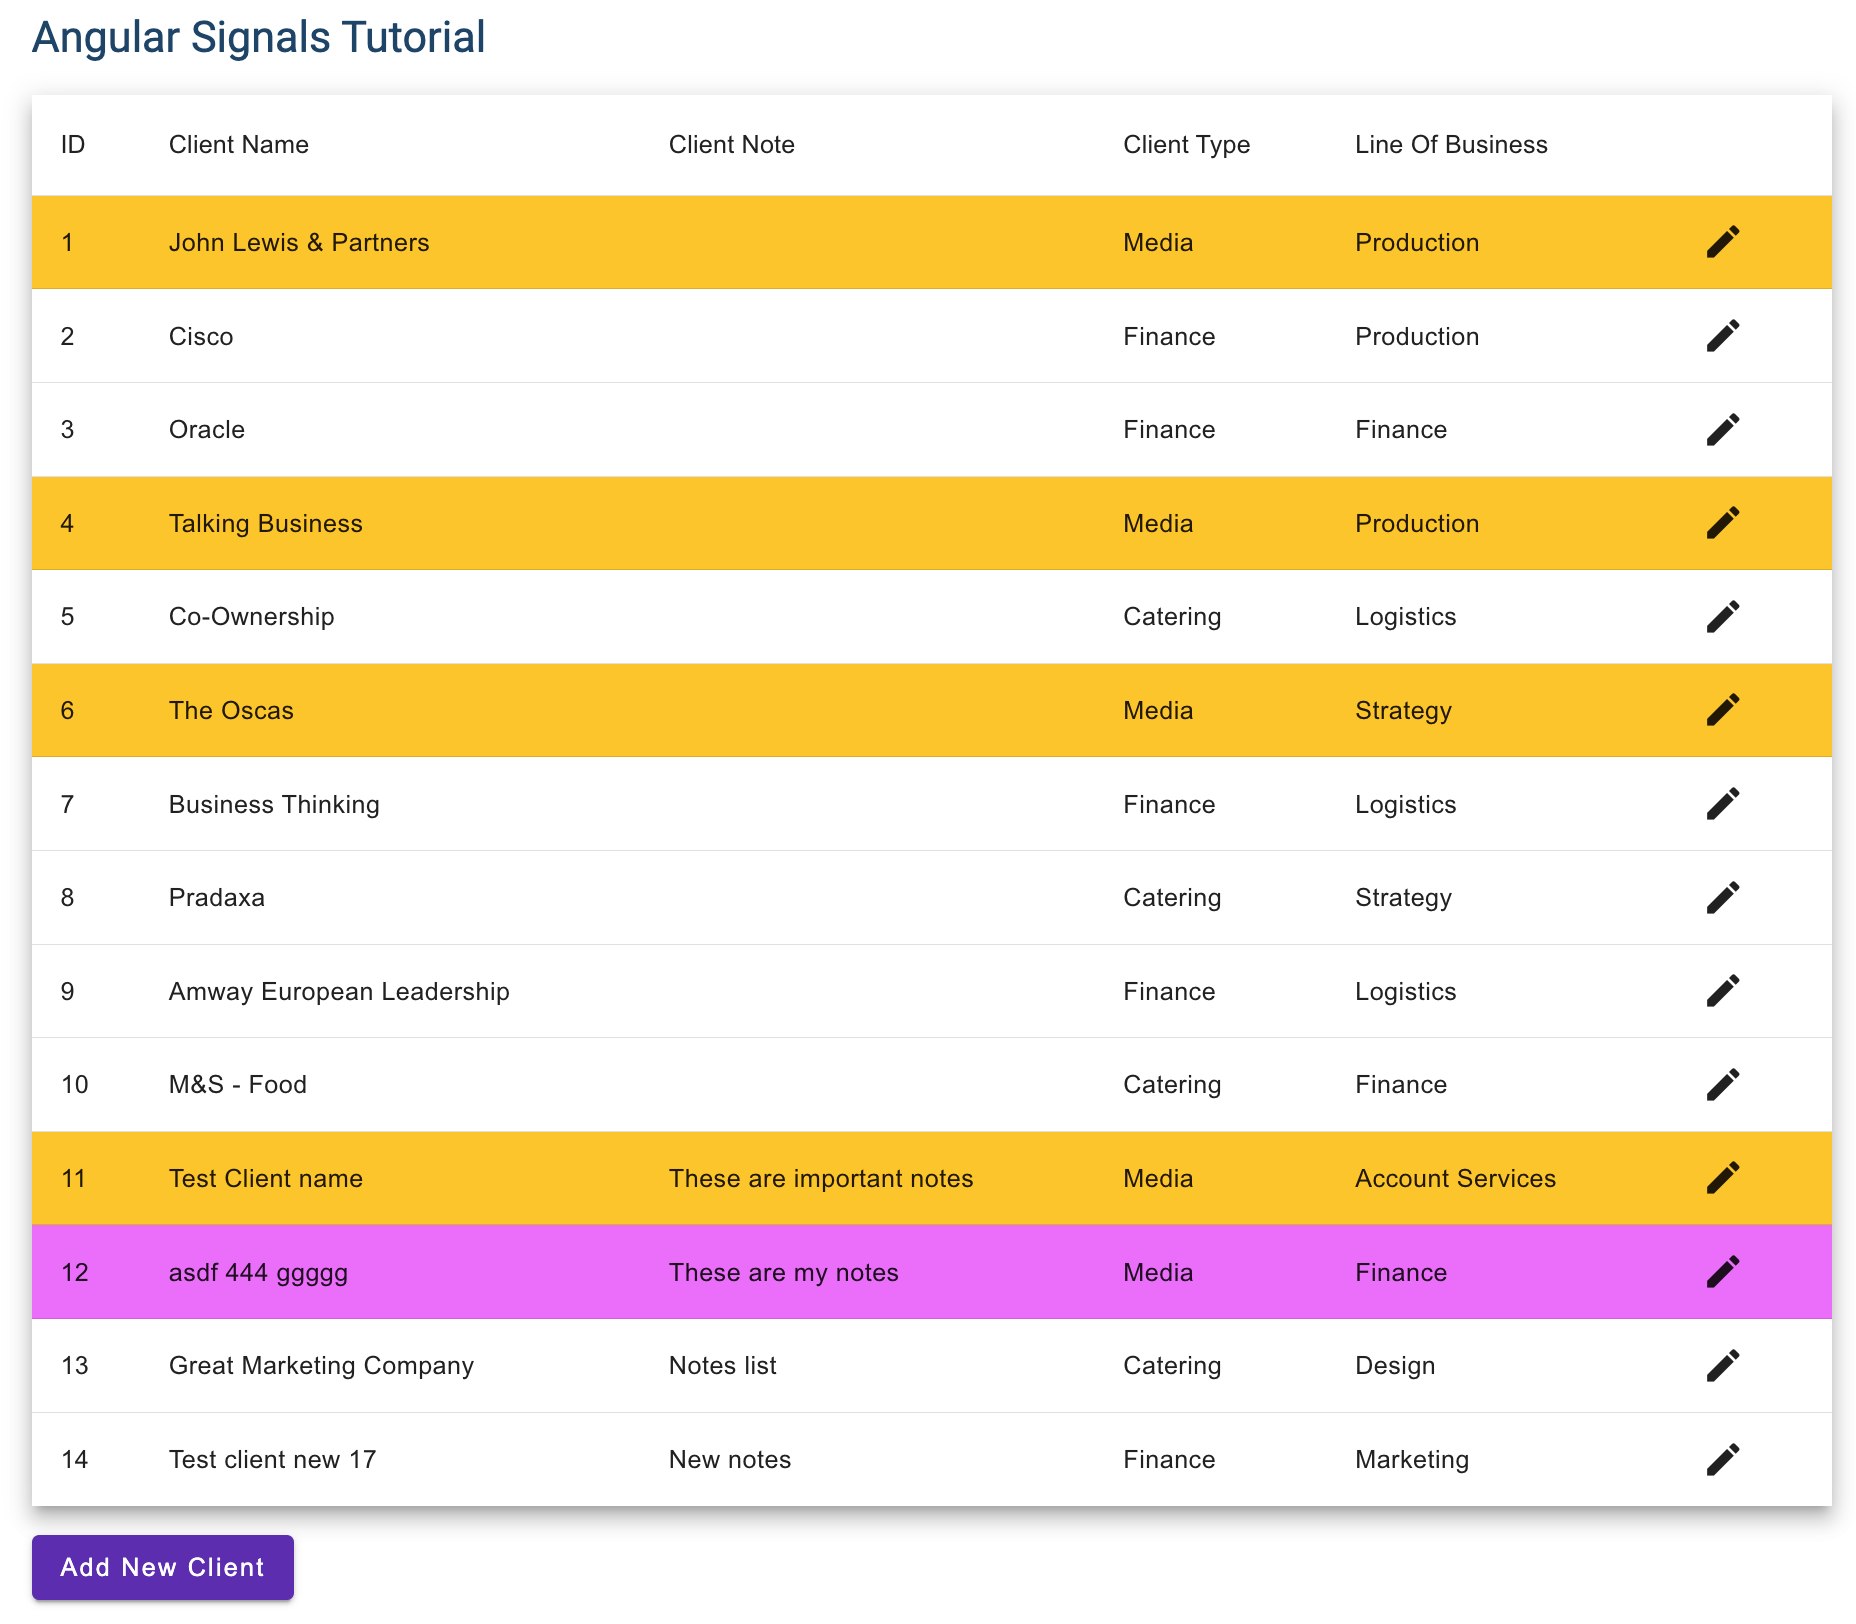 Angular Signals Tutorial
ID Client Name Client Note Client Type Line Of Business
1 John Lewis & Partners Media Production
2 Cisco Finance Production
3 Oracle Finance Finance
4 Talking Business Media Production
5 Co-Ownership Catering Logistics
6 The Oscas Media Strategy
7 Business Thinking Finance Logistics
8 Pradaxa Catering Strategy
9 Amway European Leadership Finance Logistics
10 M&S - Food Catering Finance
11 Test Client name These are important notes Media Account Services
12 asdf 444 ggggg These are my notes Media Finance
13 Great Marketing Company Notes list Catering Design
14 Test client new 17 New notes Finance Marketing
Add New Client